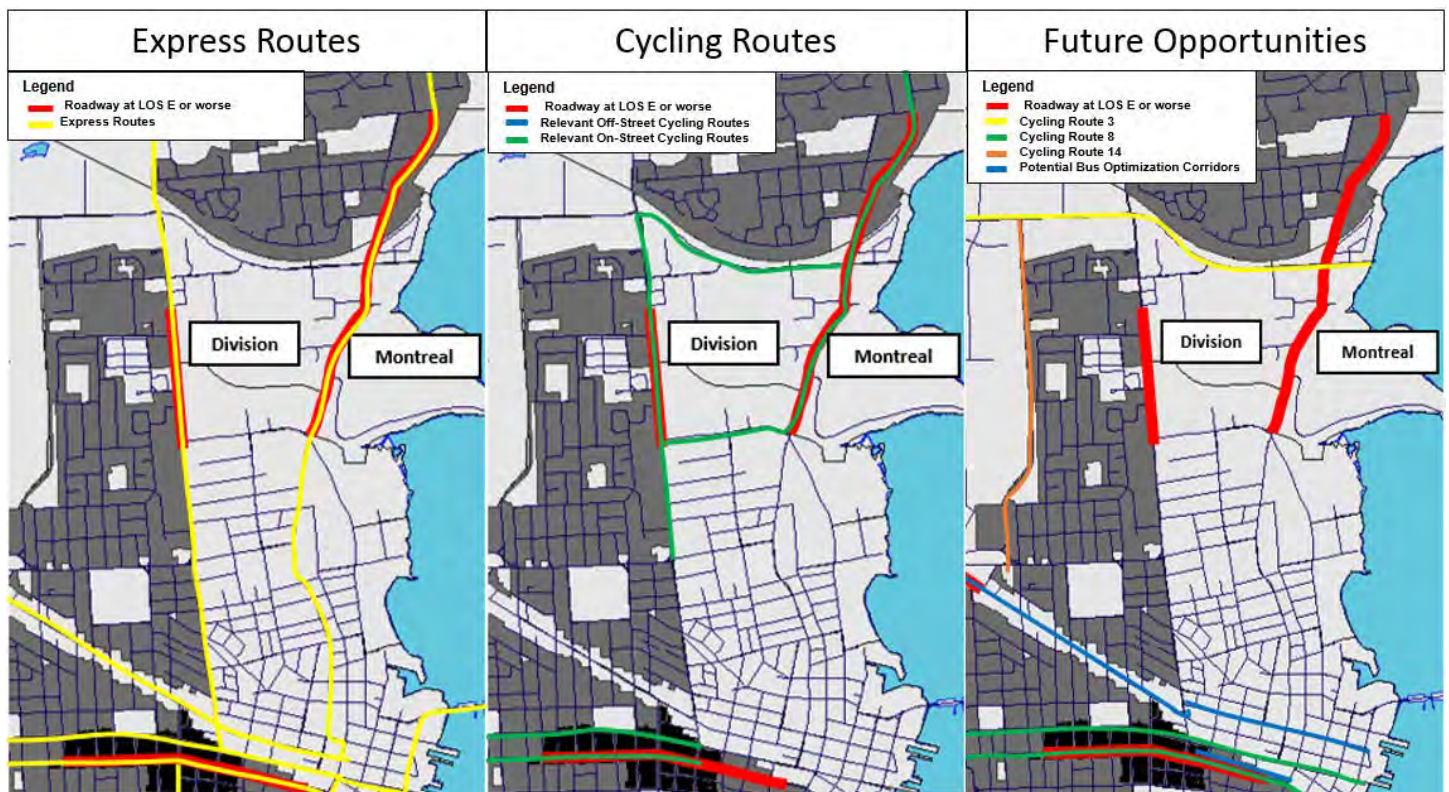 Express Routes
Legend
Roadway at LOS E or worse
Express Routes
Division
Montreal
Cycling Routes
Legend
Roadway at LOS E or worse
Relevant Off-Street Cycling Routes
Relevant On-Street Cycling Routes
Division
Montreal
Future Opportunities
Legend
Roadway at LOS E or worse
Cycling Route 3
Cycling Route 8
Cycling Route 14
Potential Bus Optimization Corridors
Division
Montreal